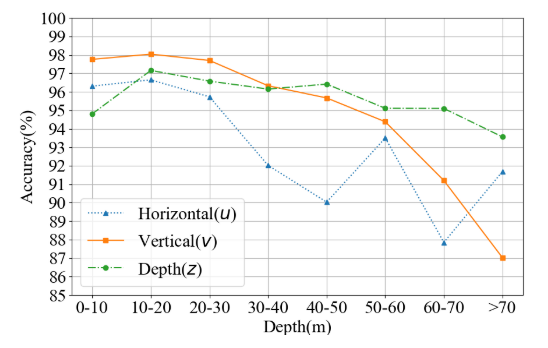 100
99
98
97
96
95
94
93
92
91
90
89
88
87
86
85
Accuracy(%)
Horizontal(u)
Vertical(v)
Depth(z)
0-10 10-20 20-30 30-40 40-50 50-60 60-70 >70
Depth(m)